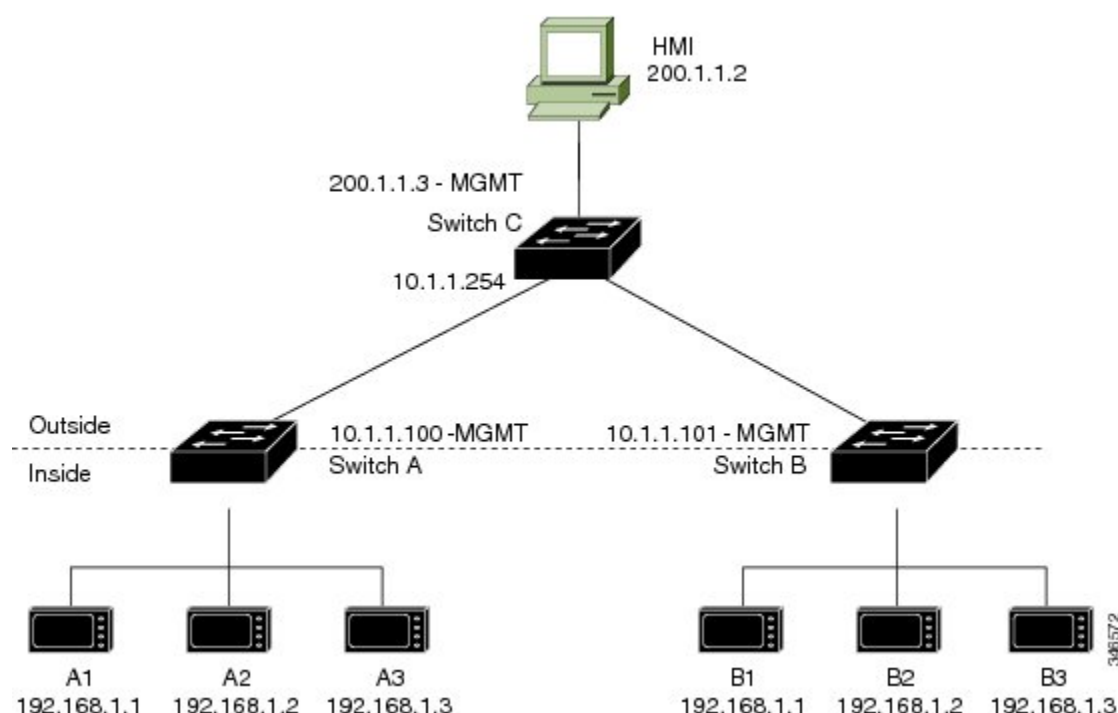 HMI
200.1.1.2
200.1.1.3 - MGMT
Switch C
10.1.1.254
Outside
10.1.1.100 -MGMT
10.1.1.101 - MGMT
Inside
Switch A
Switch B
346572
A1
A2
A3
B1
B2
B3
192.168.1.1
192.168.1.2
192.168.1.3
192.168.1.1
192.168.1.2
192.168.1.3